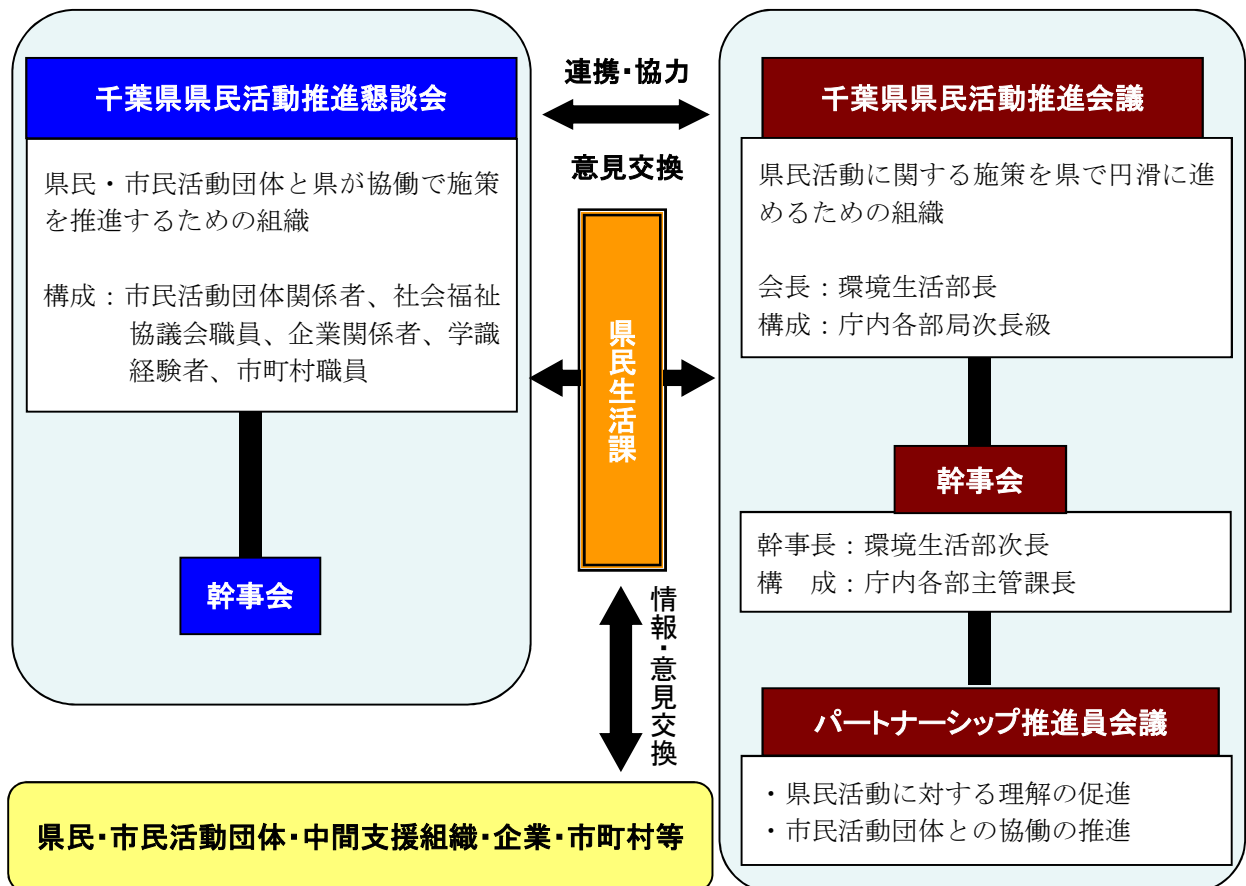 千葉県県民活動推進懇談会
県民・市民活動団体と県が協働で施策
を推進するための組織
構成：市民活動団体関係者、社会福祉
協議会職員、企業関係者、学識
経験者、市町村職員
幹事会
連携・協力
意見交換
県民生活課
情報・意見交換
千葉県県民活動推進会議
県民活動に関する施策を県で円滑に進
めるための組織
会長：環境生活部長
構成：庁内各部局次長級
幹事会
幹事長：環境生活部次長
構　成：庁内各部主管課長
パートナーシップ推進員会議
・県民活動に対する理解の促進
・市民活動団体との協働の推進
県民・市民活動団体・中間支援組織・企業・市町村等